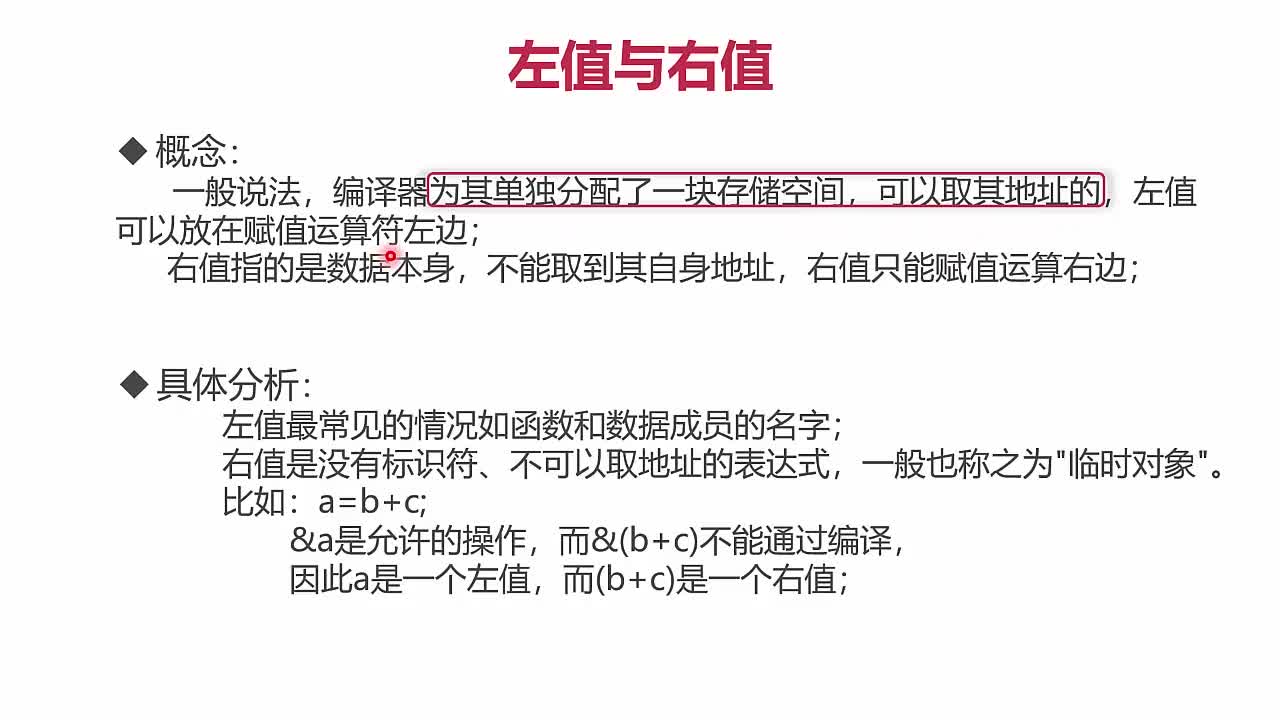 左值与右值
◆ 概念：
一般说法，编译器为其单独分配了一块存储空间，可以取其地址的，左值
可以放在赋值运算符左边；
右值指的是数据本身，不能取到其自身地址，右值只能赋值运算右边；
◆ 具体分析：
左值最常见的情况如函数和数据成员的名字；
右值是没有标识符、不可以取地址的表达式，一般也称之为"临时对象"。
比如：a=b+c;
&a是允许的操作，而&(b+c)不能通过编译，
因此a是一个左值，而(b+c)是一个右值；